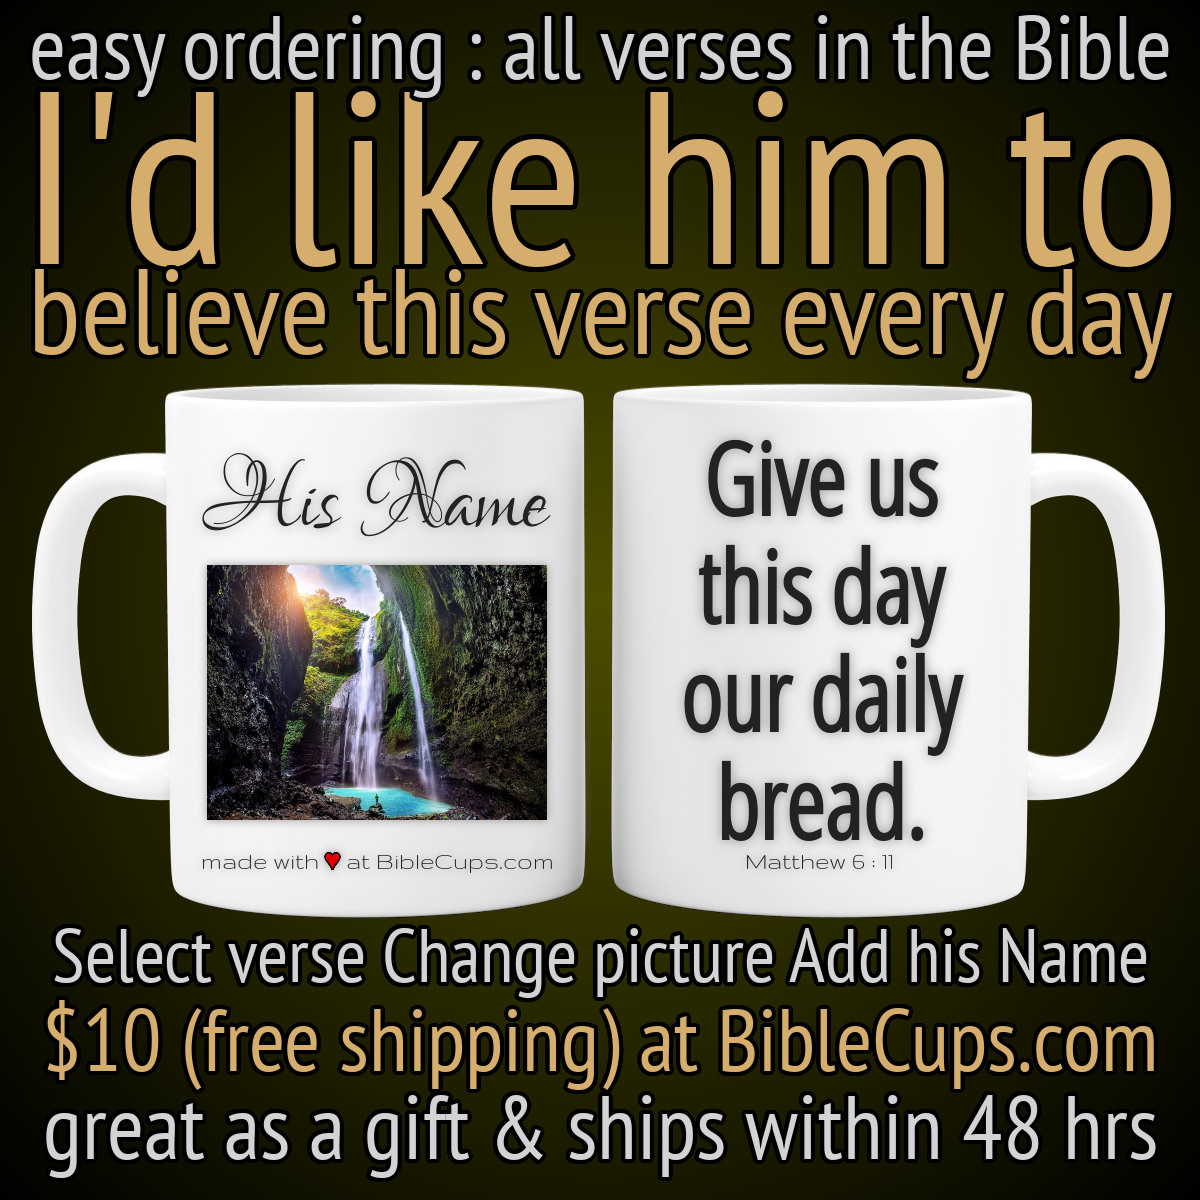 easy ordering : all verses in the Bible
I'd like him to
believe this verse every day
His Name
made with ❤ at BibleCups.com
Give us
this day
our daily
bread.
Matthew 6 : 11
Select verse Change picture Add his Name
$10 (free shipping) at BibleCups.com
great as a gift & ships within 48 hrs